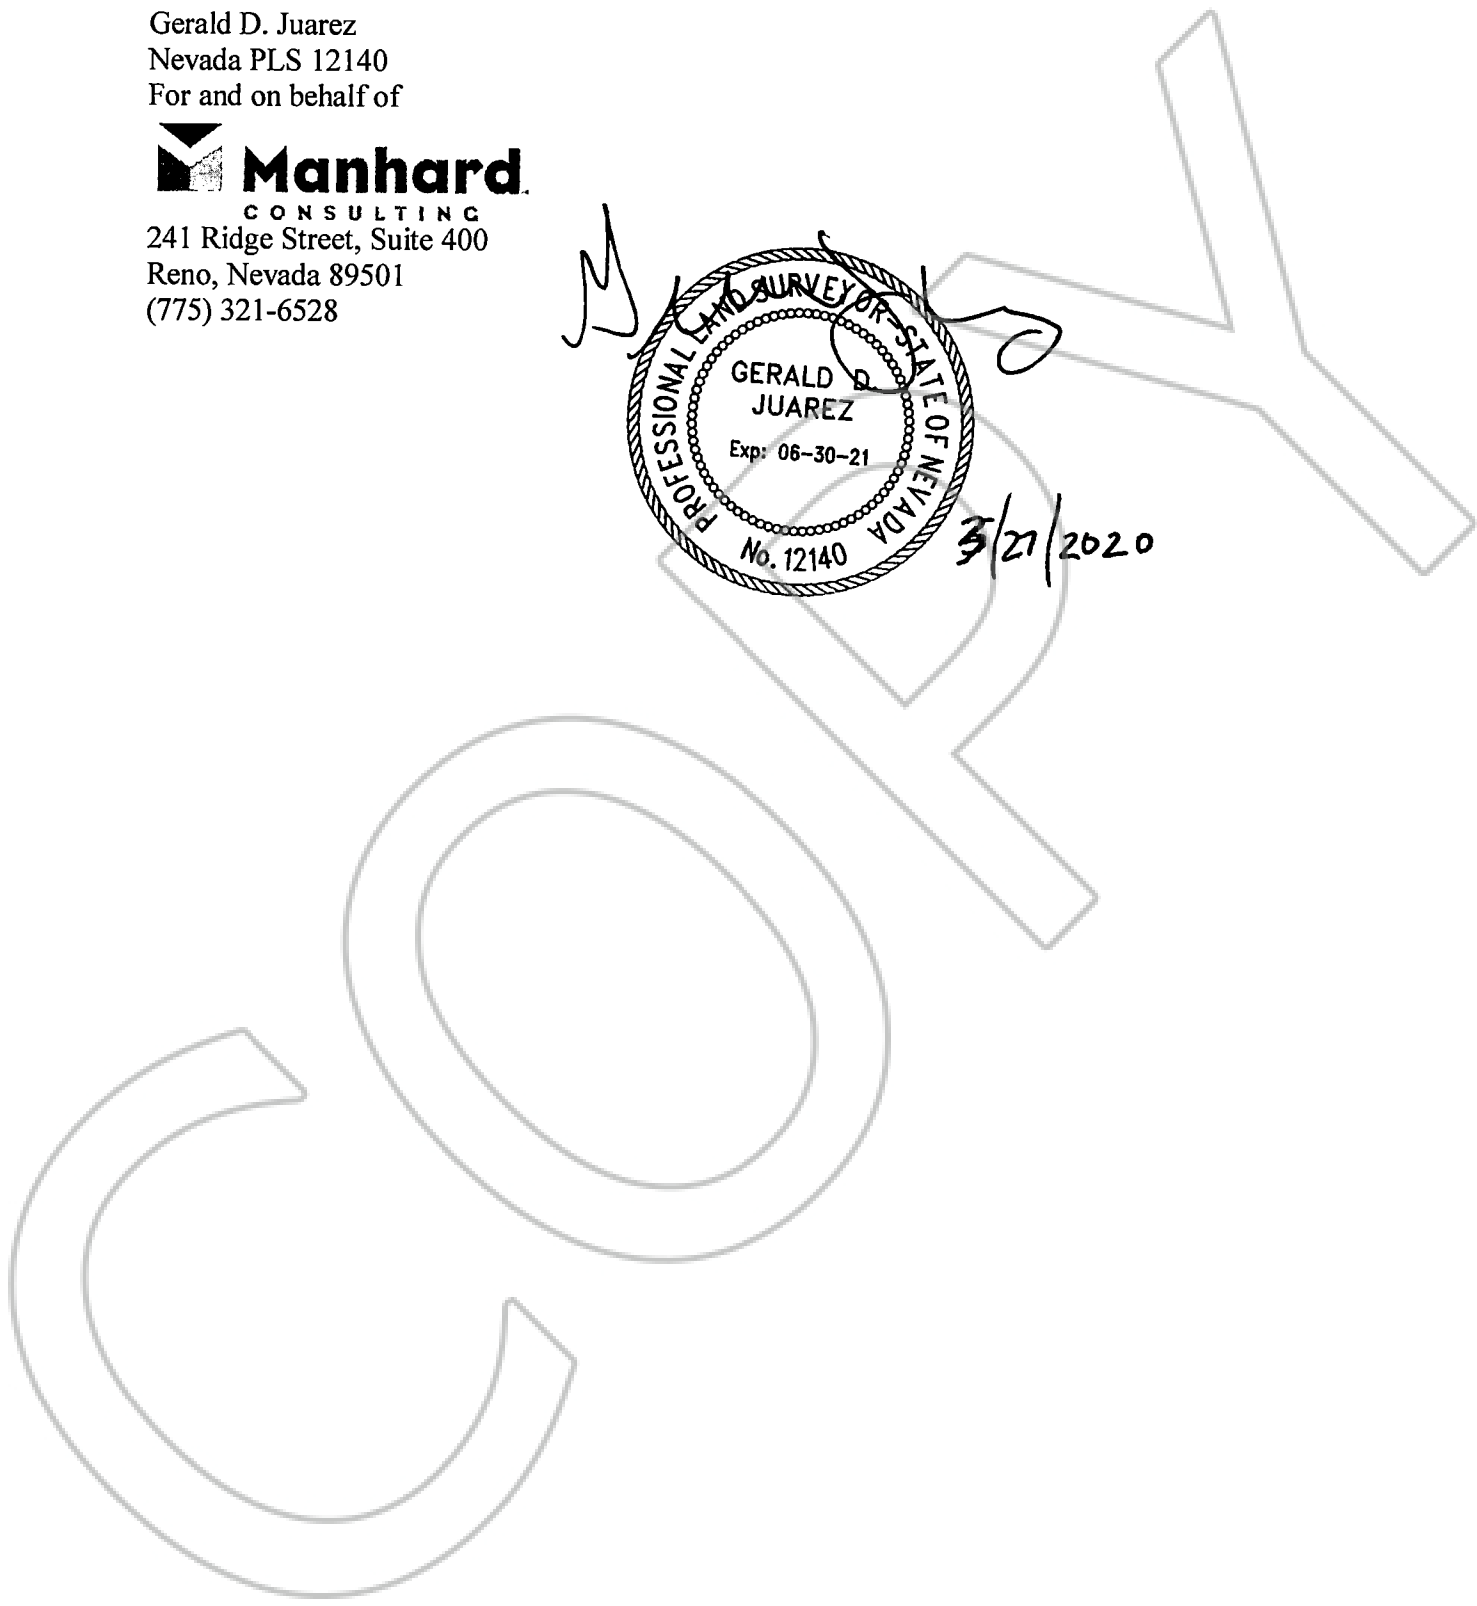 Gerald D. Juarez
Nevada PLS 12140
For and on behalf of
Manhard
CONSULTING
241 Ridge Street, Suite 400
Reno, Nevada 89501
(775) 321-6528
PROFESSIONAL LAND SURVEYOR-STATE OF NEVADA
GERALD D.
JUAREZ
Exp: 06-30-21
No. 12140
/27/2020
COPY